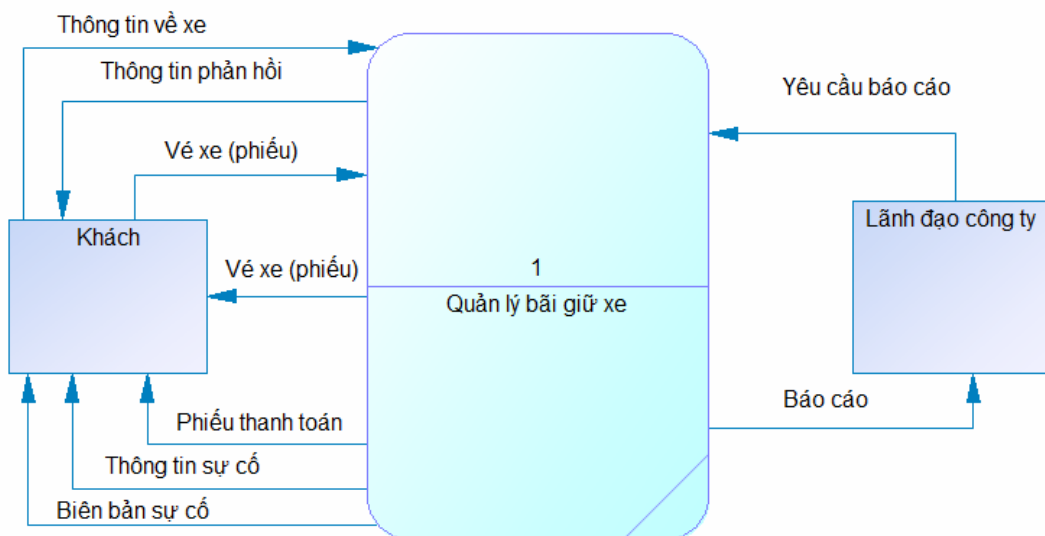 Thông tin về xe
Thông tin phản hồi
Yêu cầu báo cáo
Vé xe (phiếu)
Khách
Lãnh đạo công ty
Vé xe (phiếu)
1
Quản lý bãi giữ xe
Báo cáo
Phiếu thanh toán
Thông tin sự cố
Biên bản sự cố